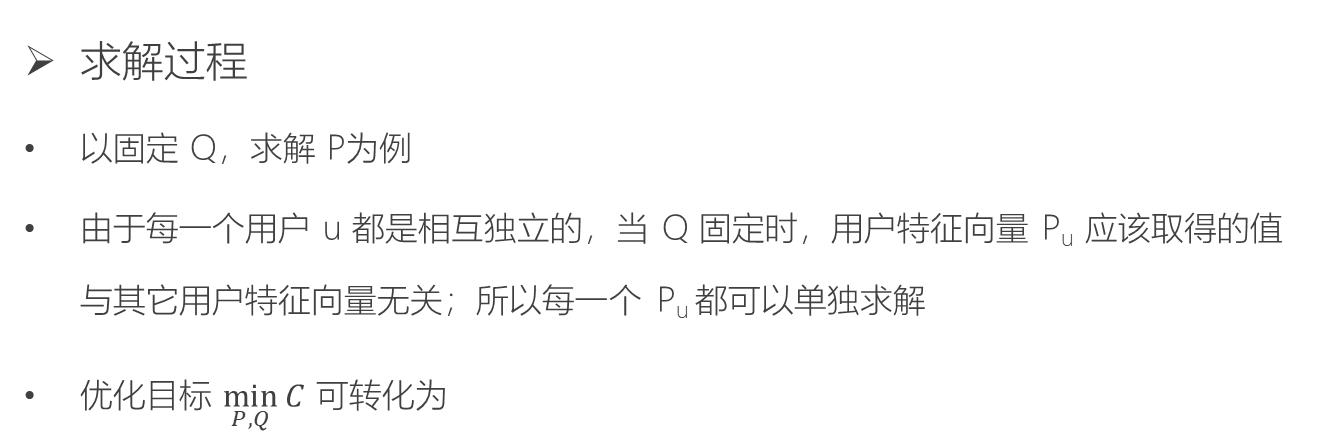 ➢ 求解过程
• 以固定 Q，求解 P为例
• 由于每一个用户 u 都是相互独立的，当 Q 固定时，用户特征向量 Pu 应该取得的值
与其它用户特征向量无关；所以每一个 Pu都可以单独求解
• 优化目标 min C 可转化为
P,Q